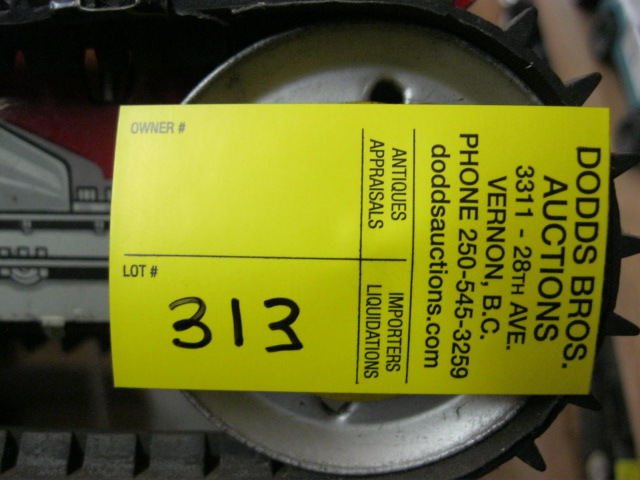 DODDS BROS.
AUCTIONS
3311 - 28TH AVE.
VERNON, B.C.
PHONE 250-545-3259
doddsauctions.com
ANTIQUES
APPRAISALS
IMPORTERS
LIQUIDATIONS
OWNER #
LOT #
313